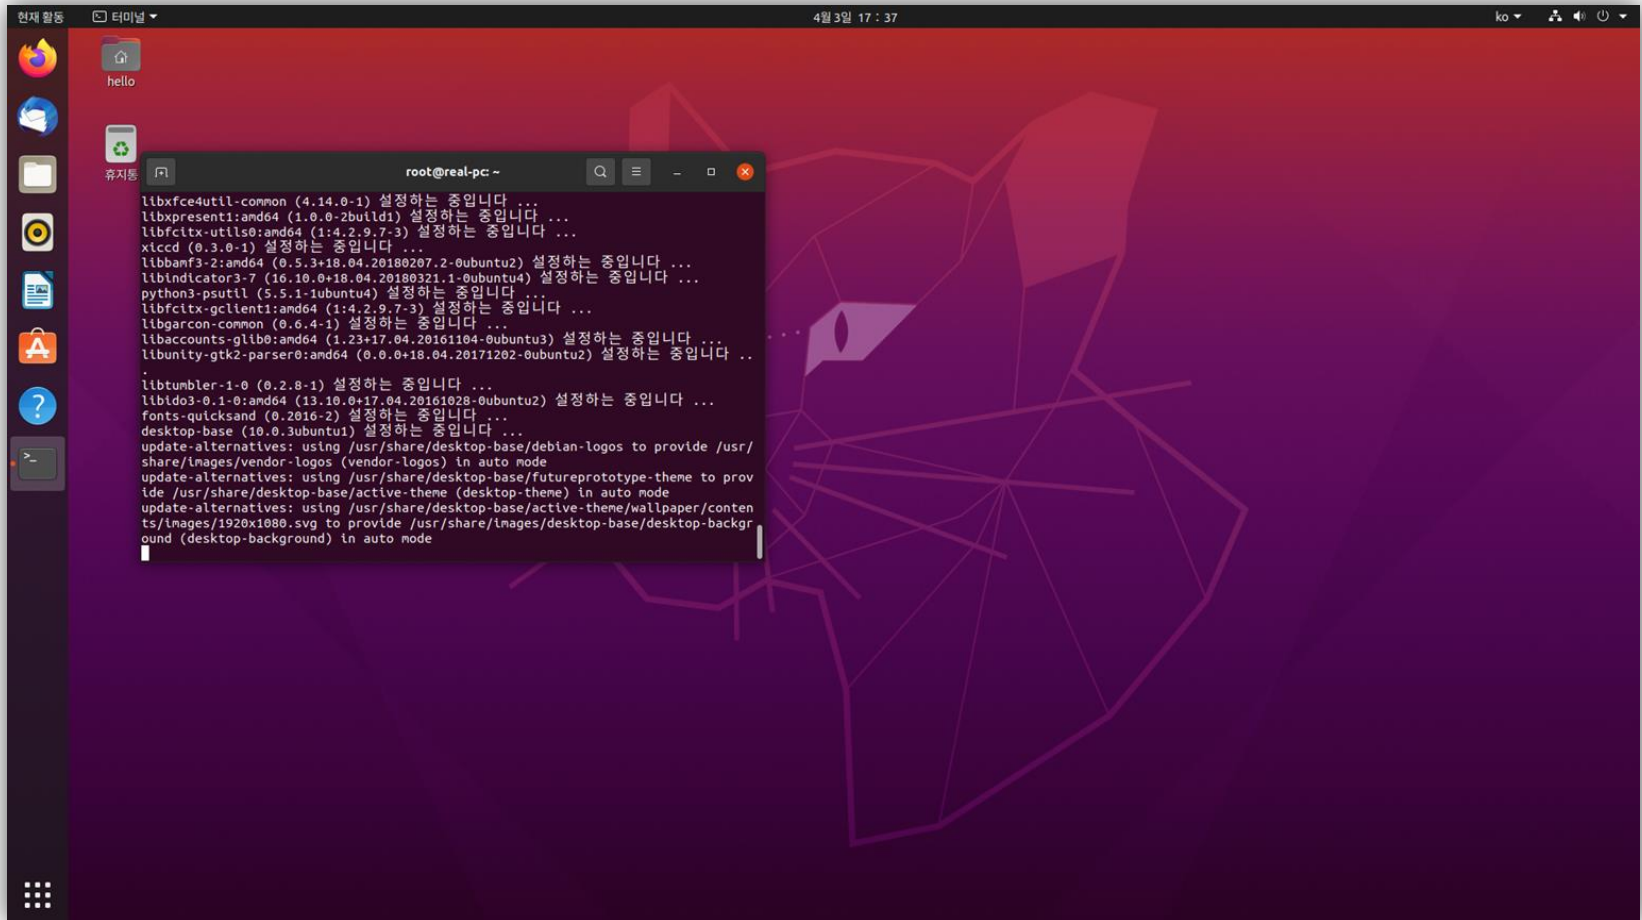 현재 활동
터미널
4월 3일 17 : 37
ko
hello
휴지통
root@real-pc: ~
libxfce4util-common (4.14.0-1) 설정하는 중입니다 ...
libxpresent1:amd64 (1.0.0-2build1) 설정하는 중입니다 ...
libfcitx-utils0:amd64 (1:4.2.9.7-3) 설정하는 중입니다 ...
xiccd (0.3.0-1) 설정하는 중입니다 ...
libbamf3-2:amd64 (0.5.3+18.04.20180207.2-0ubuntu2) 설정하는 중입니다 ...
libindicator3-7 (16.10.0+18.04.20180321.1-0ubuntu4) 설정하는 중입니다 ...
python3-psutil (5.5.1-1ubuntu4) 설정하는 중입니다 ...
libfcitx-gclient1:amd64 (1:4.2.9.7-3) 설정하는 중입니다 ...
libgarcon-common (0.6.4-1) 설정하는 중입니다 ...
libaccounts-glib0:amd64 (1.23+17.04.20161104-0ubuntu3) 설정하는 중입니다 ...
libunity-gtk2-parser0:amd64 (0.0.0+18.04.20171202-0ubuntu2) 설정하는 중입니다 ..
.
libtumbler-1-0 (0.2.8-1) 설정하는 중입니다 ...
libido3-0.1-0:amd64 (13.10.0+17.04.20161028-0ubuntu2) 설정하는 중입니다 ...
fonts-quicksand (0.2016-2) 설정하는 중입니다 ...
desktop-base (10.0.3ubuntu1) 설정하는 중입니다 ...
update-alternatives: using /usr/share/desktop-base/debian-logos to provide /usr/
share/images/vendor-logos (vendor-logos) in auto mode
update-alternatives: using /usr/share/desktop-base/futureprototype-theme to prov
ide /usr/share/desktop-base/active-theme (desktop-theme) in auto mode
update-alternatives: using /usr/share/desktop-base/active-theme/wallpaper/conten
ts/images/1920x1080.svg to provide /usr/share/images/desktop-base/desktop-backgr
ound (desktop-background) in auto mode